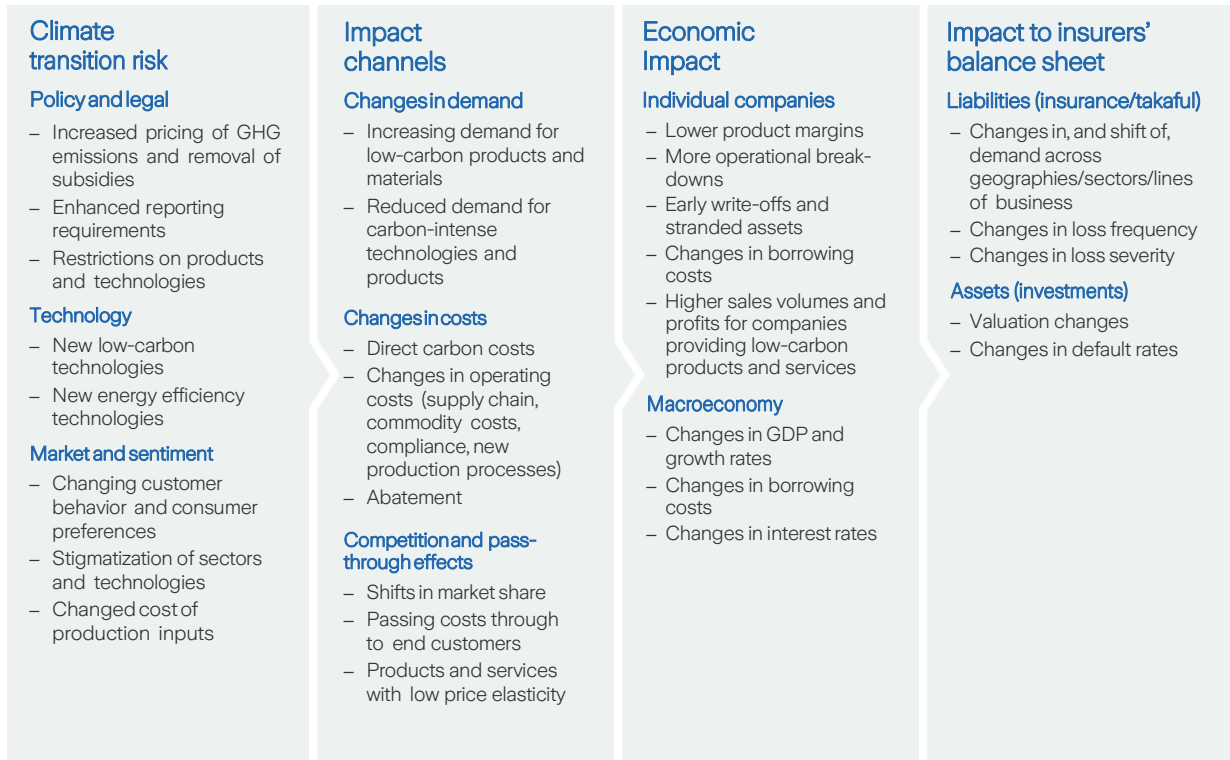 Climate
transition risk
Policy and legal
– Increased pricing of GHG
emissions and removal of
subsidies
– Enhanced reporting
requirements
– Restrictions on products
and technologies
Technology
– New low-carbon
technologies
– New energy efficiency
technologies
Market and sentiment
– Changing customer
behavior and consumer
preferences
– Stigmatization of sectors
and technologies
– Changed cost of
production inputs
Impact
channels
Changes in demand
– Increasing demand for
low-carbon products and
materials
– Reduced demand for
carbon-intense
technologies and
products
Changes in costs
– Direct carbon costs
– Changes in operating
costs (supply chain,
commodity costs,
compliance, new
production processes)
– Abatement
Competition and pass-
through effects
– Shifts in market share
– Passing costs through
to end customers
– Products and services
with low price elasticity
Economic
Impact
Individual companies
– Lower product margins
– More operational break-
downs
– Early write-offs and
stranded assets
– Changes in borrowing
costs
– Higher sales volumes and
profits for companies
providing low-carbon
products and services
Macroeconomy
– Changes in GDP and
growth rates
– Changes in borrowing
costs
– Changes in interest rates
Impact to insurers’
balance sheet
Liabilities (insurance/takaful)
– Changes in, and shift of,
demand across
geographies/sectors/lines
of business
– Changes in loss frequency
– Changes in loss severity
Assets (investments)
– Valuation changes
– Changes in default rates